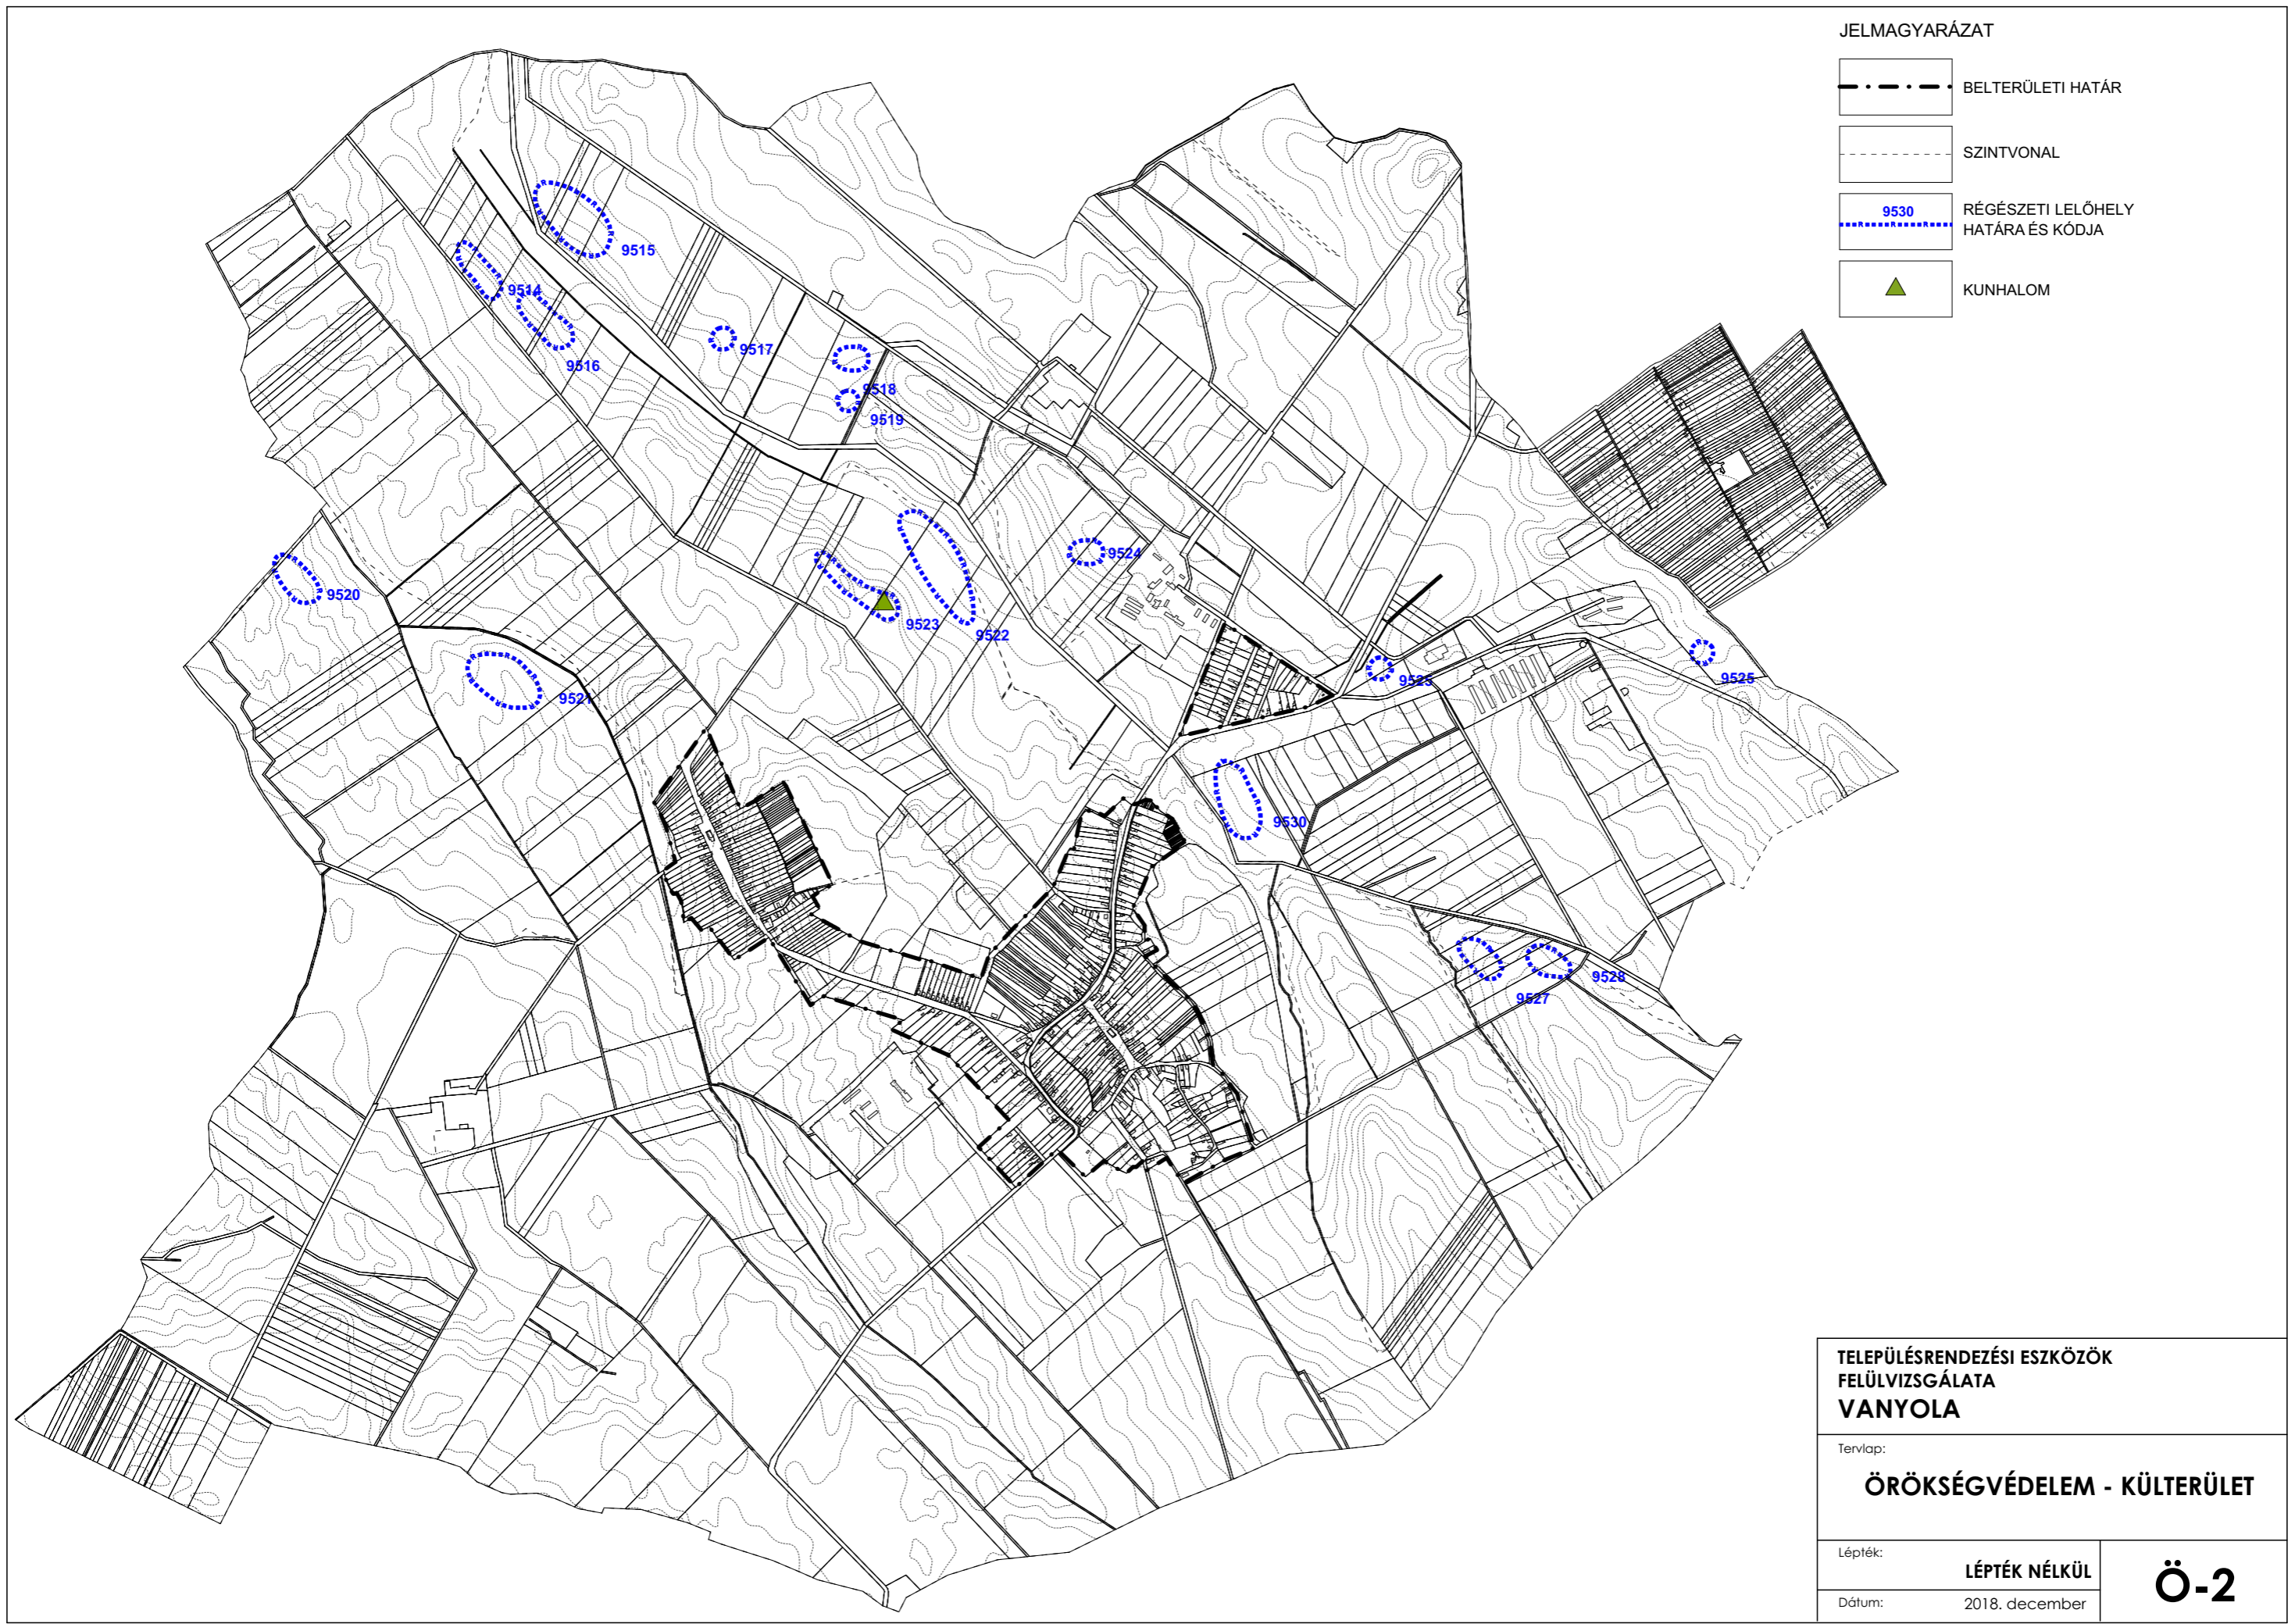 JELMAGYARÁZAT
BELTERÜLETI HATÁR
SZINTVONAL
9530
RÉGÉSZETI LELŐHELY
HATÁRA ÉS KÓDJA
KUNHALOM
9515
9514
9516
9517
9518
9519
9524
9520
9523
9522
9521
9525
9525
9530
9528
9527
TELEPÜLÉSRENDEZÉSI ESZKÖZÖK
FELÜLVIZSGÁLATA
VANYOLA
Tervlap:
ÖRÖKSÉGVÉDELEM - KÜLTERÜLET
Lépték:
LÉPTÉK NÉLKÜL
Ö-2
Dátum:
2018. december